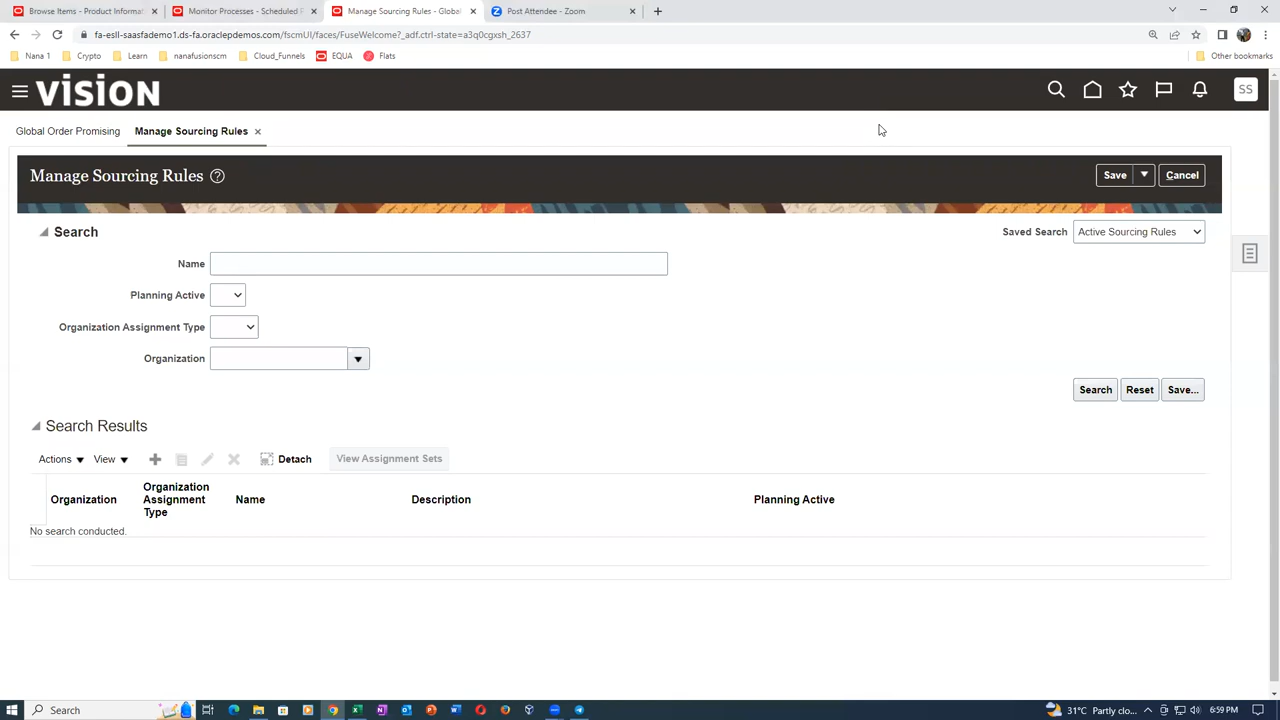 Browse Items - Product Informat
Monitor Processes - Scheduled P
Manage Sourcing Rules - Global
Post Attendee - Zoom
fa-esll-saasfademo1.ds-fa.oraclepdemos.com/fscmUI/faces/FuseWelcome?_adf.ctrl-state=a3q0cgxsh_2637
Nana 1
Crypto
Learn
nanafusionscm
Cloud_Funnels
EQUA
Flats
Other bookmarks
VISION
SS
Global Order Promising
Manage Sourcing Rules
Manage Sourcing Rules
Save
Cancel
Search
Saved Search
Active Sourcing Rules
Name
Planning Active
Organization Assignment Type
Organization
Search
Reset
Save...
Search Results
Actions
View
Detach
View Assignment Sets
Organization
Organization Assignment Type
Name
Description
Planning Active
No search conducted.
Search
31°C Partly clo...
6:59 PM